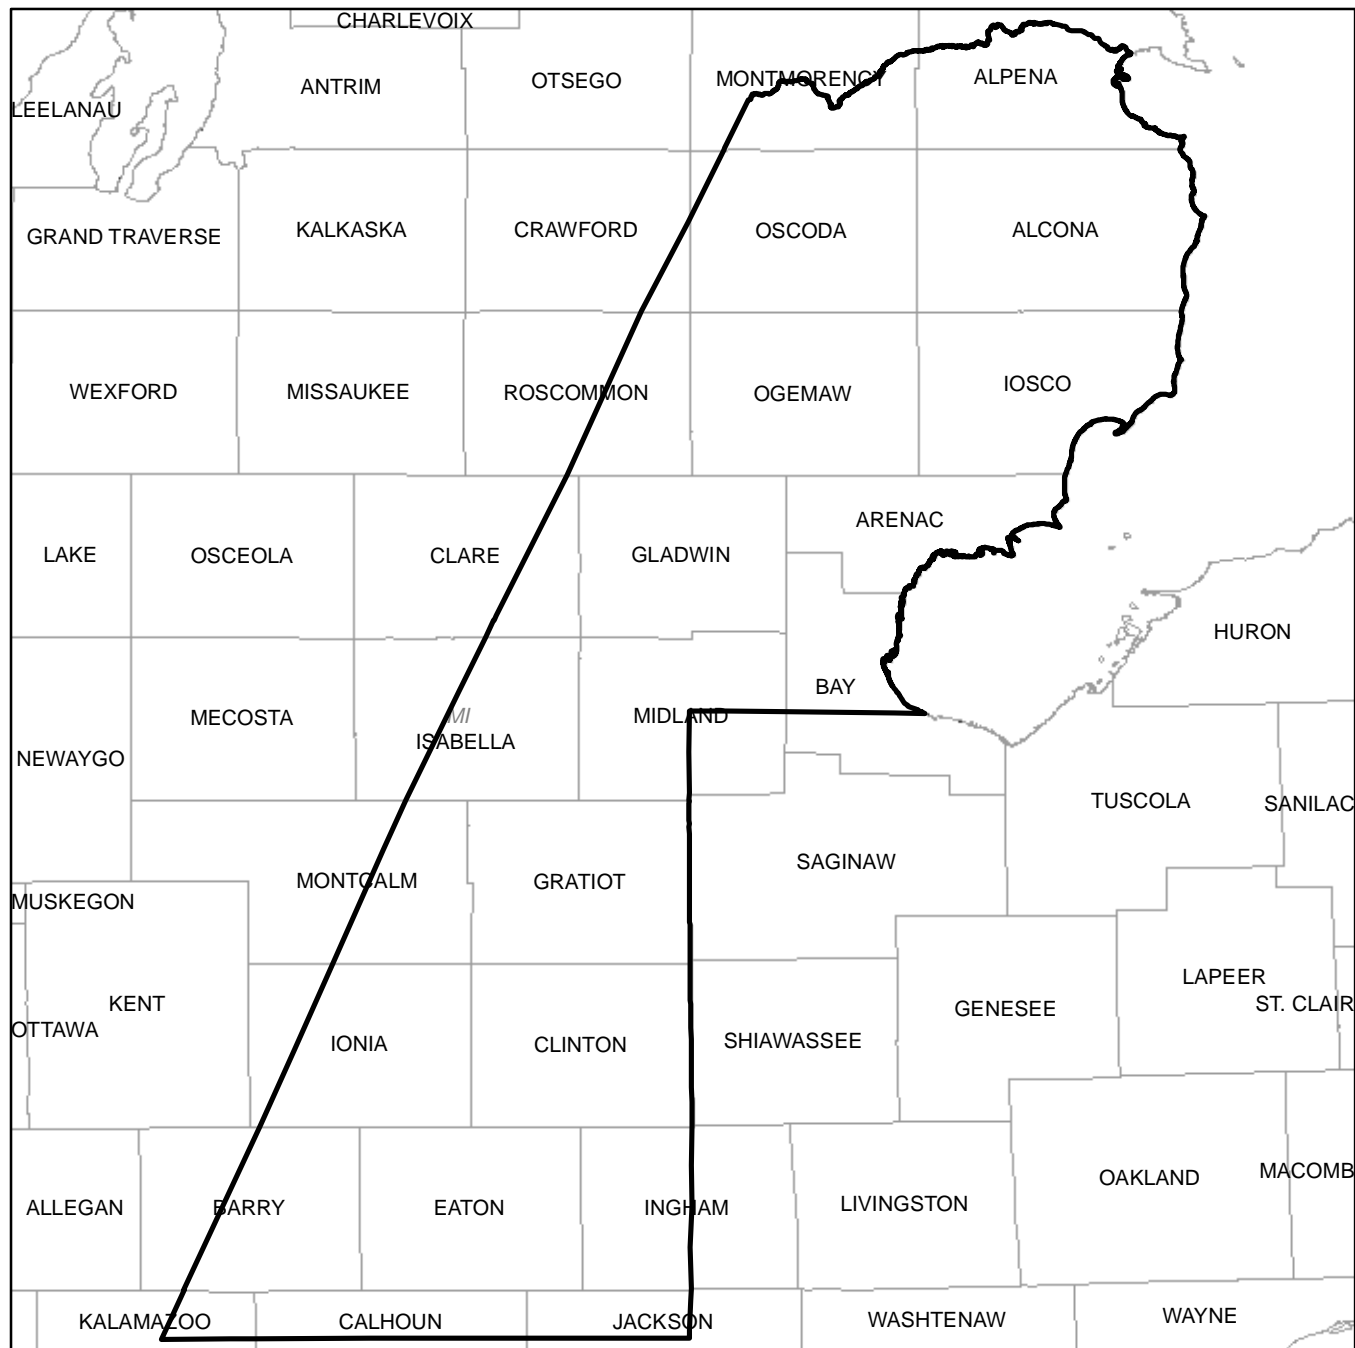 CHARLEVOIX
ANTRIM
OTSEGO
MONTMORENCY
ALPENA
LEELANAU
GRAND TRAVERSE
KALKASKA
CRAWFORD
OSCODA
ALCONA
WEXFORD
MISSAUKEE
ROSCOMMON
OGEMAW
IOSCO
ARENAC
LAKE
OSCEOLA
CLARE
GLADWIN
HURON
BAY
MECOSTA
MI
MIDLAND
ISABELLA
NEWAYGO
TUSCOLA
SANILAC
SAGINAW
MONTCALM
GRATIOT
MUSKEGON
LAPEER
KENT
GENESEE
ST. CLAIR
OTTAWA
IONIA
CLINTON
SHIAWASSEE
OAKLAND
MACOMB
ALLEGAN
BARRY
EATON
INGHAM
LIVINGSTON
KALAMAZOO
CALHOUN
JACKSON
WASHTENAW
WAYNE